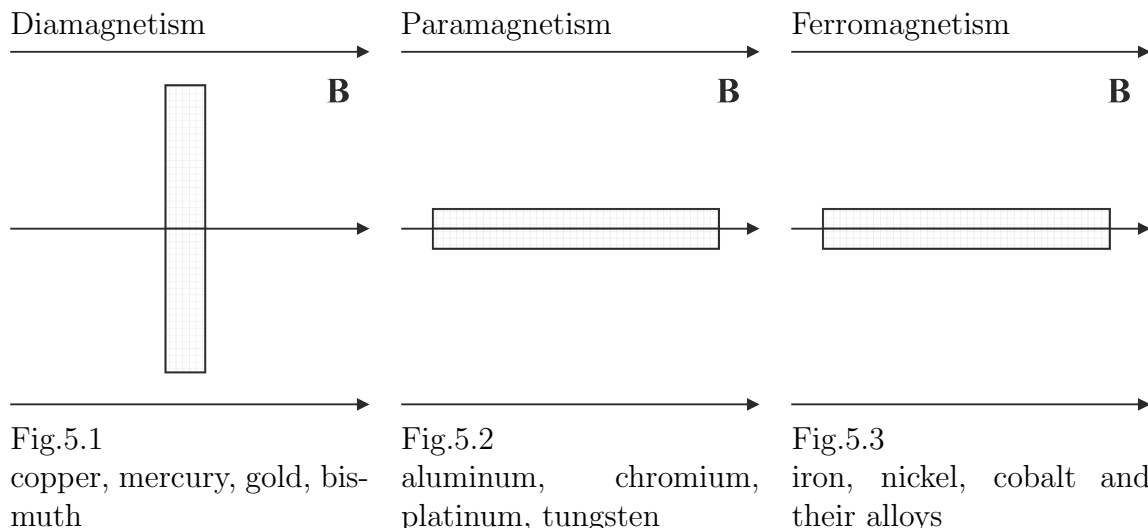 Diamagnetism
B
Fig.5.1
copper, mercury, gold, bis-
muth
Paramagnetism
B
Fig.5.2
aluminum, chromium,
platinum, tungsten
Ferromagnetism
B
Fig.5.3
iron, nickel, cobalt and
their alloys